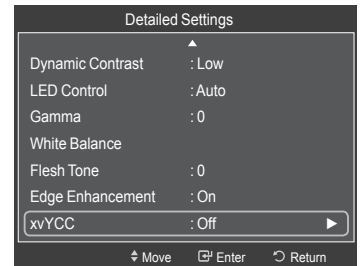 Detailed Settings
Dynamic Contrast : Low
LED Control : Auto
Gamma : 0
White Balance
Flesh Tone : 0
Edge Enhancement : On
xvYCC : Off
Move Enter Return